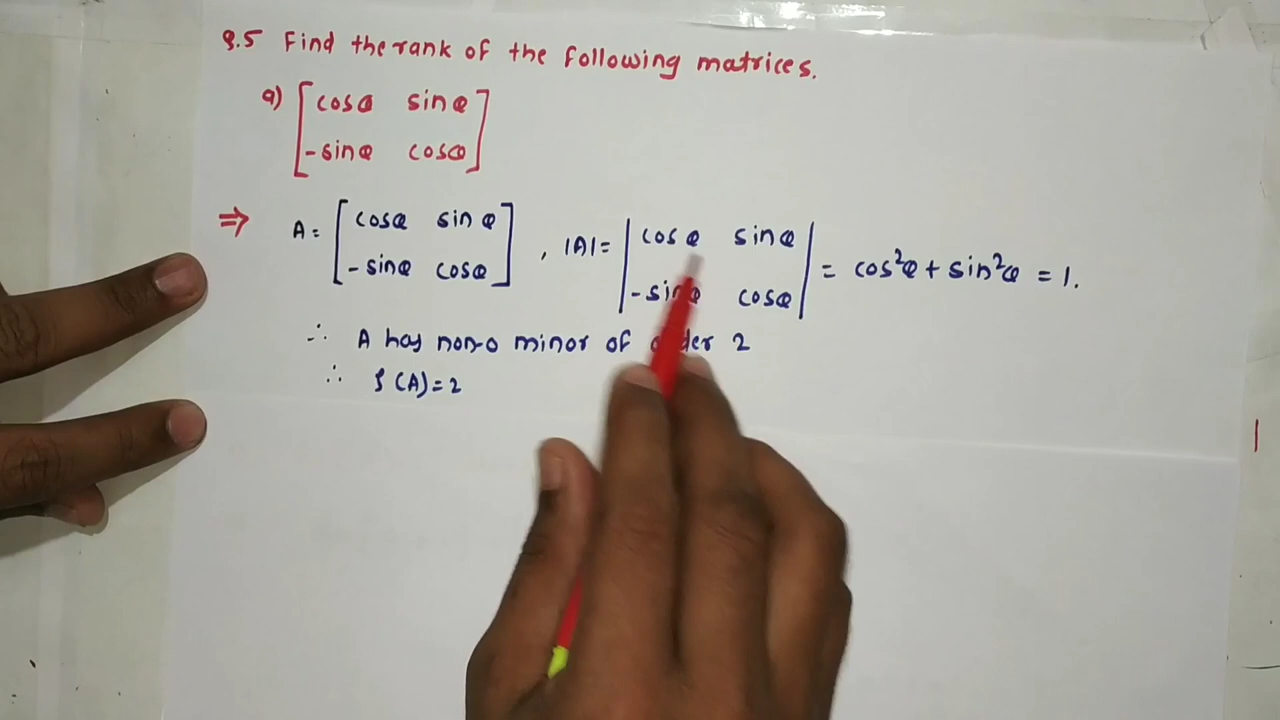 Q.5 Find the rank of the following matrices.
a) [ cosθ sinθ
-sinθ cosθ ]
⇒ A = [ cosθ sinθ
-sinθ cosθ ] , |A| = | cosθ sinθ
-sinθ cosθ | = cos²θ + sin²θ = 1.
∴ A has non-0 minor of order 2
∴ ρ(A) = 2